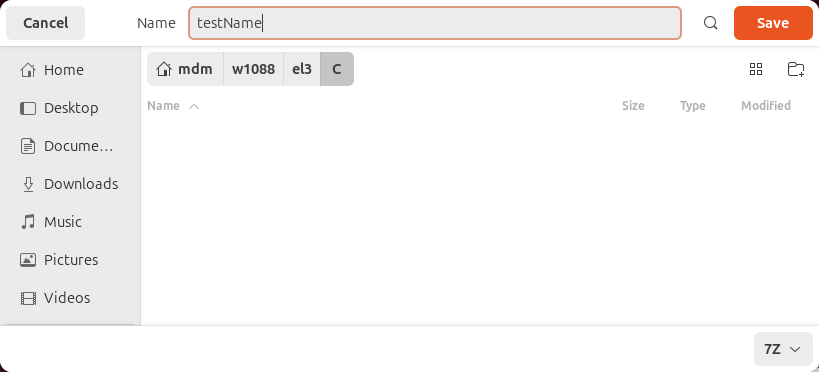 Cancel Name testName Save
Home mdm w1088 el3 C
Desktop Name Size Type Modified
Docume...
Downloads
Music
Pictures
Videos
7Z